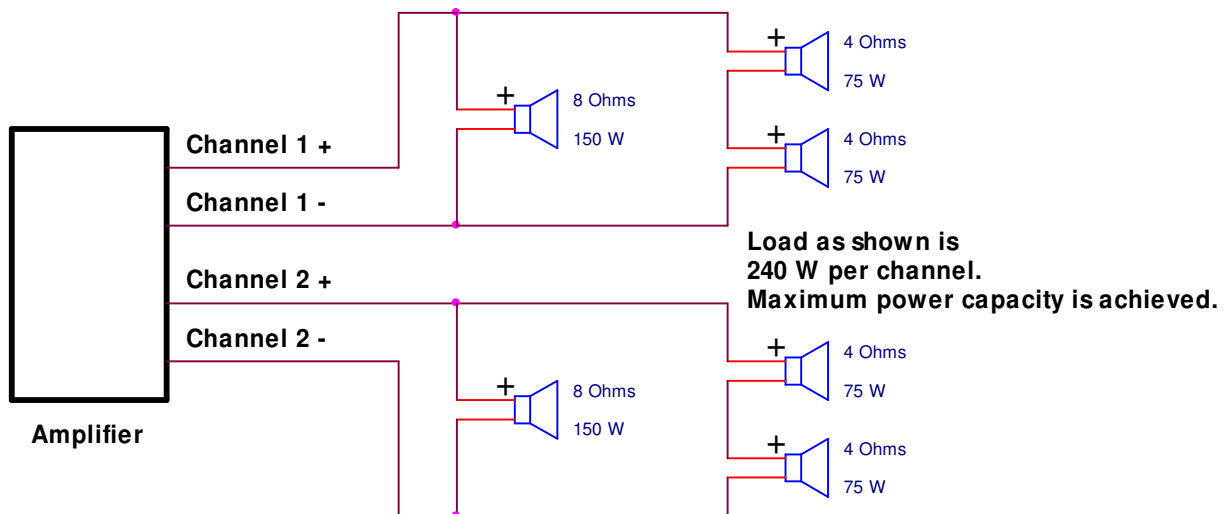 4 Ohms
75 W
8 Ohms
150 W
4 Ohms
75 W
Channel 1 +
Channel 1 -
Load as shown is
240 W per channel.
Maximum power capacity is achieved.
Channel 2 +
Channel 2 -
4 Ohms
75 W
8 Ohms
150 W
4 Ohms
75 W
Amplifier
+
+
+
+
+
+